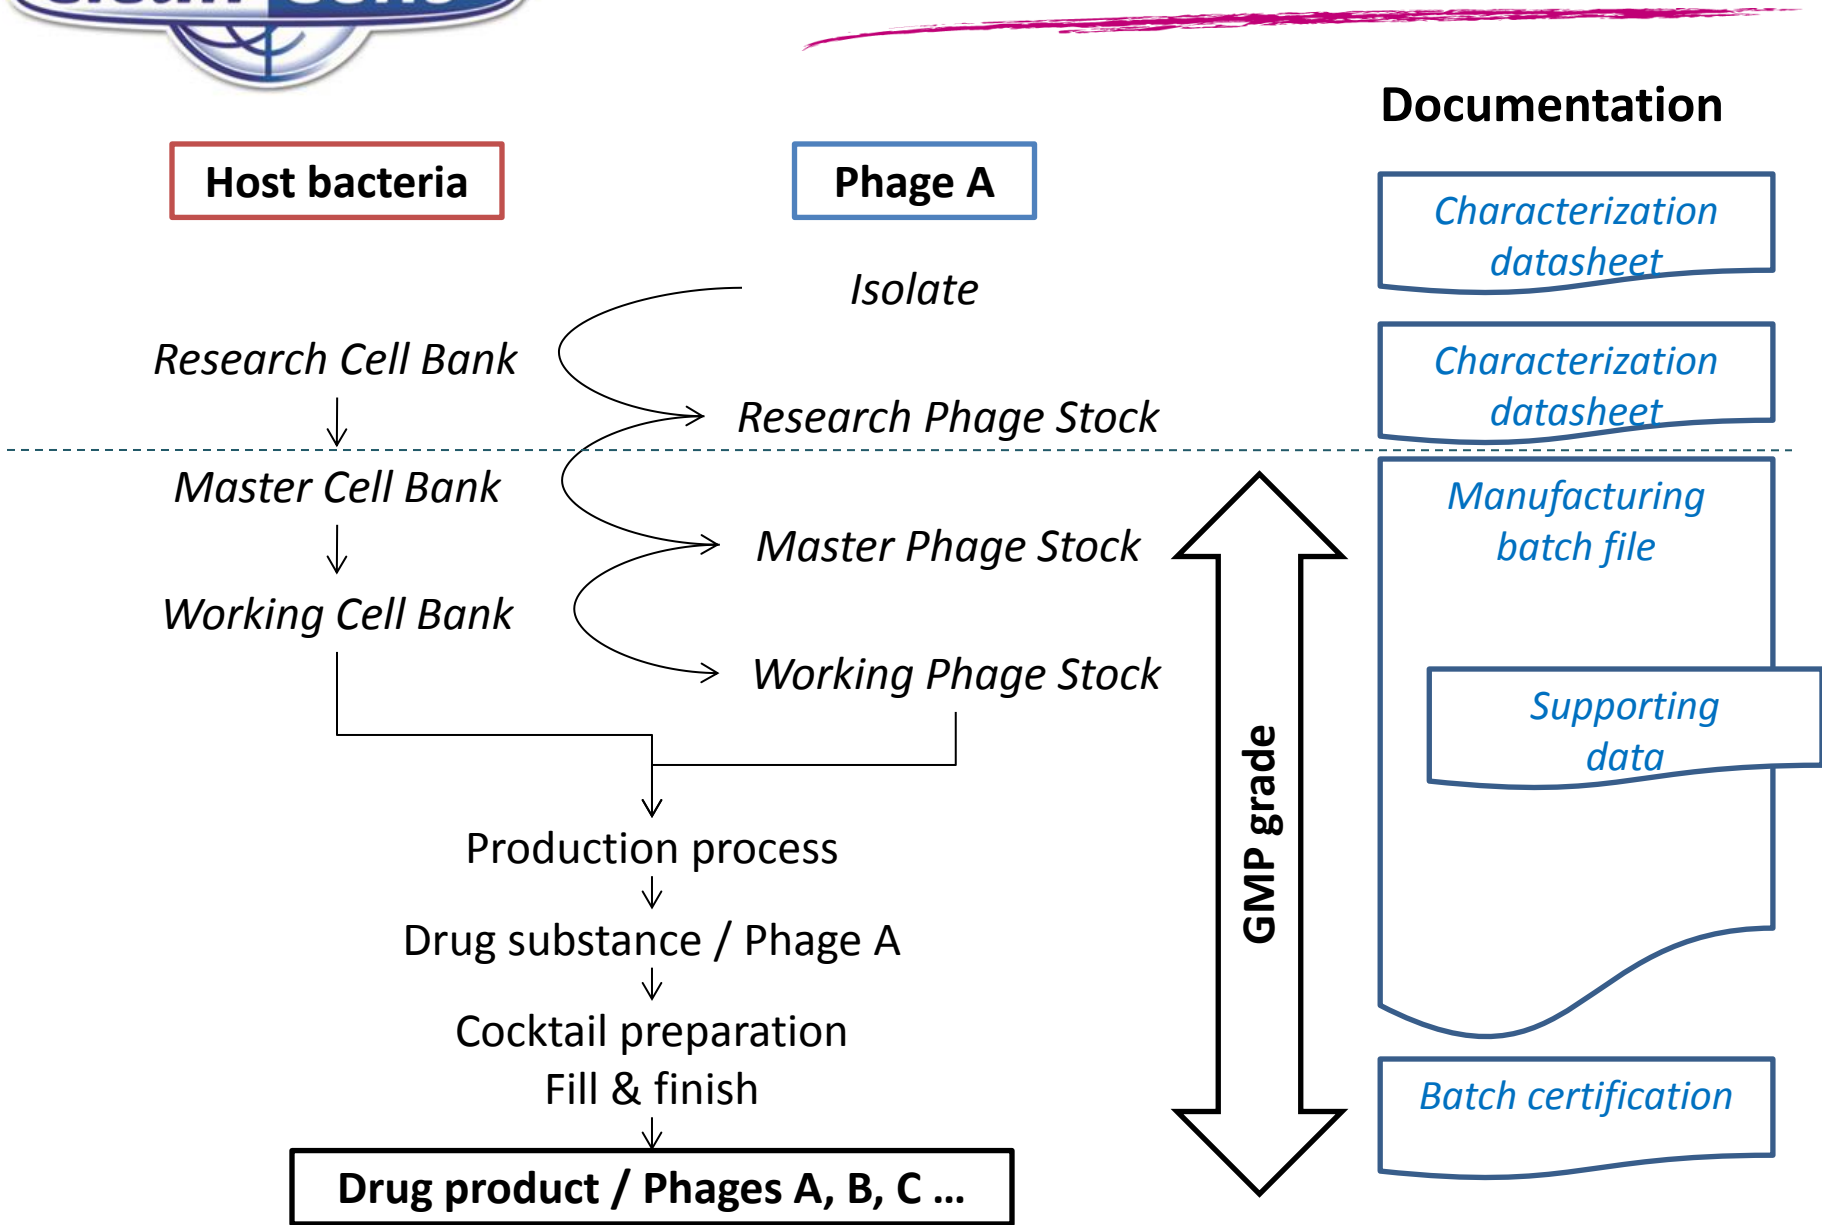 Documentation
Host bacteria
Phage A
Characterization
datasheet
Isolate
Research Cell Bank
Characterization
datasheet
Research Phage Stock
Master Cell Bank
Manufacturing
batch file
Master Phage Stock
Working Cell Bank
Working Phage Stock
Supporting
data
GMP grade
Production process
Drug substance / Phage A
Cocktail preparation
Fill & finish
Batch certification
Drug product / Phages A, B, C ...